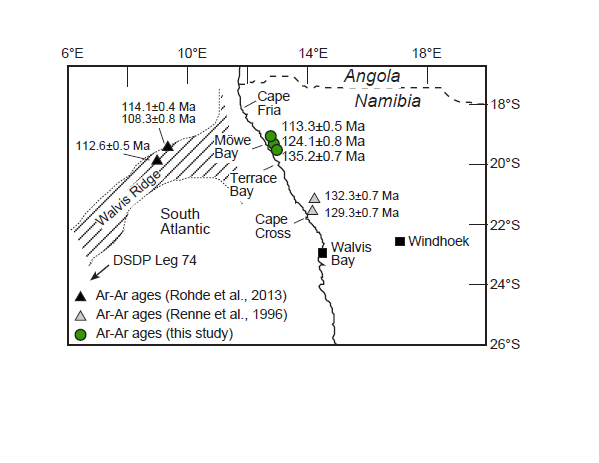 6°E
10°E
14°E
18°E
Angola
Namibia
18°S
Cape
Fria
114.1±0.4 Ma
108.3±0.8 Ma
112.6±0.5 Ma
113.3±0.5 Ma
124.1±0.8 Ma
135.2±0.7 Ma
Möwe
Bay
20°S
Terrace
Bay
Walvis Ridge
132.3±0.7 Ma
129.3±0.7 Ma
South
Atlantic
Cape
Cross
22°S
Walvis
Bay
Windhoek
DSDP Leg 74
24°S
Ar-Ar ages (Rohde et al., 2013)
Ar-Ar ages (Renne et al., 1996)
Ar-Ar ages (this study)
26°S